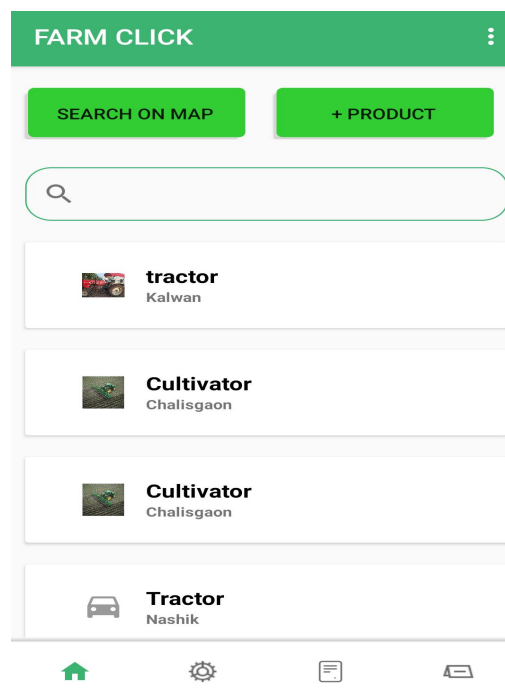 FARM CLICK
SEARCH ON MAP
+ PRODUCT
tractor
Kalwan
Cultivator
Chalisgaon
Cultivator
Chalisgaon
Tractor
Nashik